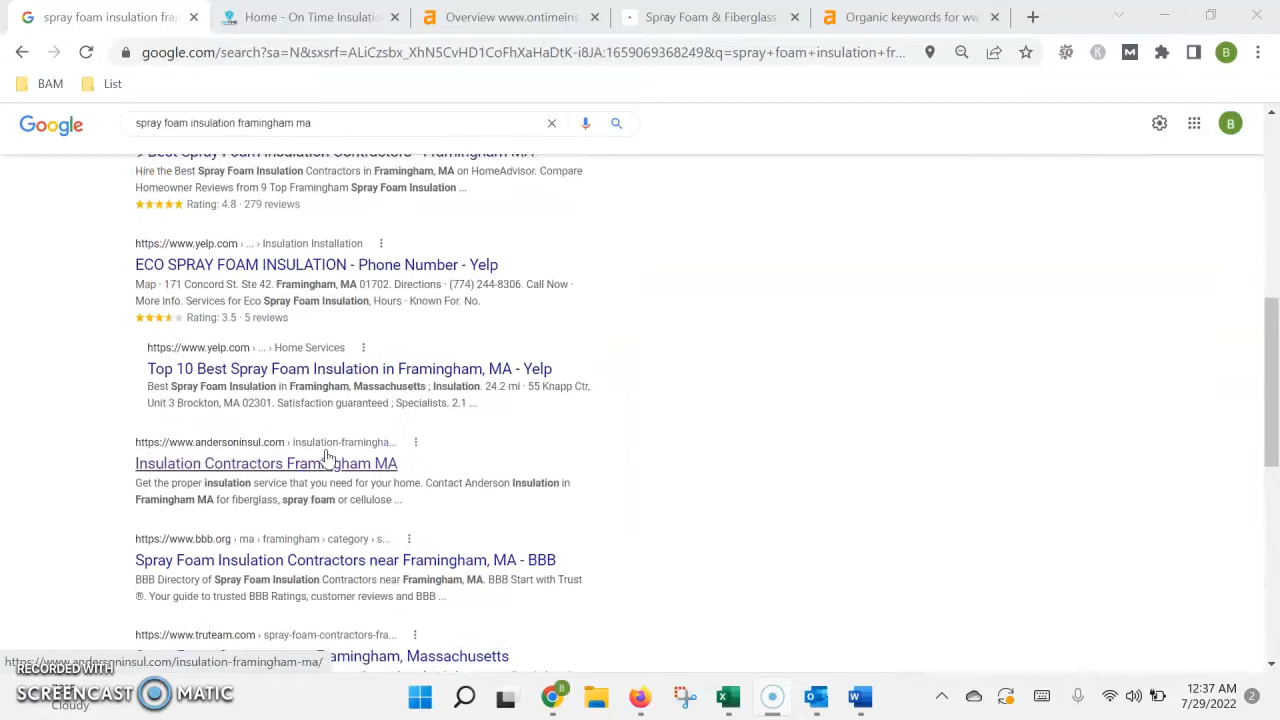 spray foam insulation fram
Home - On Time Insulatio
Overview www.ontimeins
Spray Foam & Fiberglass
Organic keywords for ww
google.com/search?sa=N&sxsrf=ALiCzsbx_XhN5CvHD1CoFhXaHaDtK-i8JA:1659069368249&q=spray+foam+insulation+fr...
B
BAM
List
Google
spray foam insulation framingham ma
B
9 Best Spray Foam Insulation Contractors - Framingham MA
Hire the Best Spray Foam Insulation Contractors in Framingham, MA on HomeAdvisor. Compare
Homeowner Reviews from 9 Top Framingham Spray Foam Insulation ...
Rating: 4.8 · 279 reviews
https://www.yelp.com › ... › Insulation Installation
ECO SPRAY FOAM INSULATION - Phone Number - Yelp
Map · 171 Concord St. Ste 42. Framingham, MA 01702. Directions · (774) 244-8306. Call Now ·
More Info. Services for Eco Spray Foam Insulation, Hours · Known For. No.
Rating: 3.5 · 5 reviews
https://www.yelp.com › ... › Home Services
Top 10 Best Spray Foam Insulation in Framingham, MA - Yelp
Best Spray Foam Insulation in Framingham, Massachusetts ; Insulation. 24.2 mi · 55 Knapp Ctr,
Unit 3 Brockton, MA 02301. Satisfaction guaranteed ; Specialists. 2.1 ...
https://www.andersoninsul.com › insulation-framingha...
Insulation Contractors Framingham MA
Get the proper insulation service that you need for your home. Contact Anderson Insulation in
Framingham MA for fiberglass, spray foam or cellulose ...
https://www.bbb.org › ma › framingham › category › s...
Spray Foam Insulation Contractors near Framingham, MA - BBB
BBB Directory of Spray Foam Insulation Contractors near Framingham, MA. BBB Start with Trust
®. Your guide to trusted BBB Ratings, customer reviews and BBB ...
https://www.truteam.com › spray-foam-contractors-fra...
amingham, Massachusetts
https://www.andersoninsul.com/insulation-framingham-ma/
RECORDED WITH
SCREENCAST MATIC
Cloudy
12:37 AM
7/29/2022
2